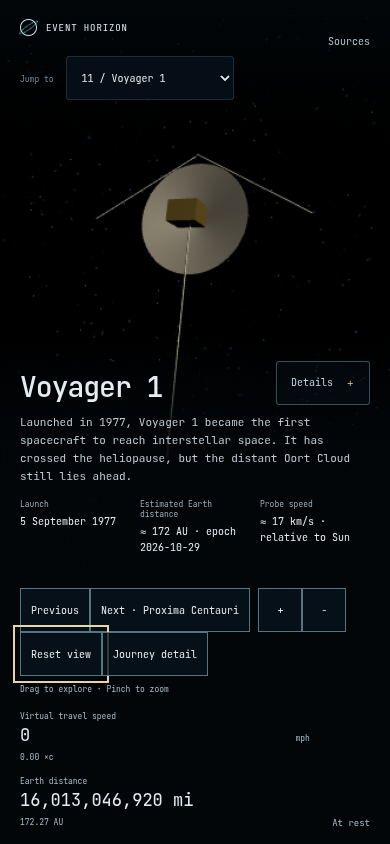 EVENT HORIZON
Sources
Jump to
11 / Voyager 1
Voyager 1
Details +
Launched in 1977, Voyager 1 became the first
spacecraft to reach interstellar space. It has
crossed the heliopause, but the distant Oort Cloud
still lies ahead.
Launch
5 September 1977
Estimated Earth
distance
≈ 172 AU · epoch
2026-10-29
Probe speed
≈ 17 km/s ·
relative to Sun
Previous
Next · Proxima Centauri
+
-
Reset view
Journey detail
Drag to explore · Pinch to zoom
Virtual travel speed
0
mph
0.00 ×c
Earth distance
16,013,046,920 mi
172.27 AU
At rest